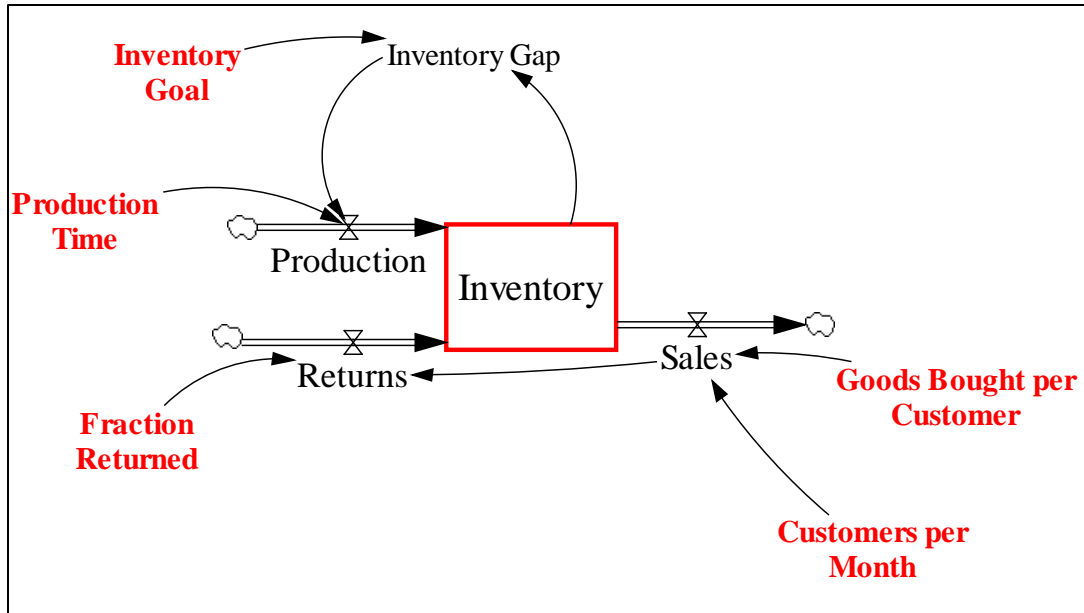 Inventory
Goal
Inventory Gap
Production
Time
Production
Inventory
Returns
Sales
Goods Bought per
Customer
Fraction
Returned
Customers per
Month